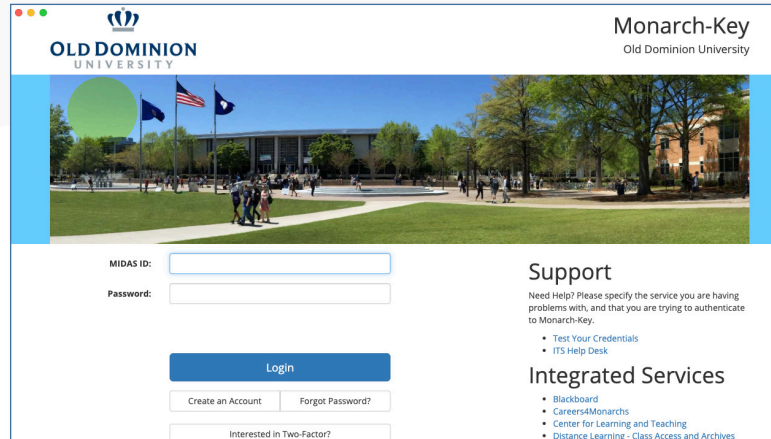 OLD DOMINION
UNIVERSITY
Monarch-Key
Old Dominion University
MIDAS ID:
Password:
Login
Create an Account
Forgot Password?
Interested in Two-Factor?
Support
Need Help? Please specify the service you are having
problems with, and that you are trying to authenticate
to Monarch-Key.
Test Your Credentials
ITS Help Desk
Integrated Services
Blackboard
Careers4Monarchs
Center for Learning and Teaching
Distance Learning - Class Access and Archives